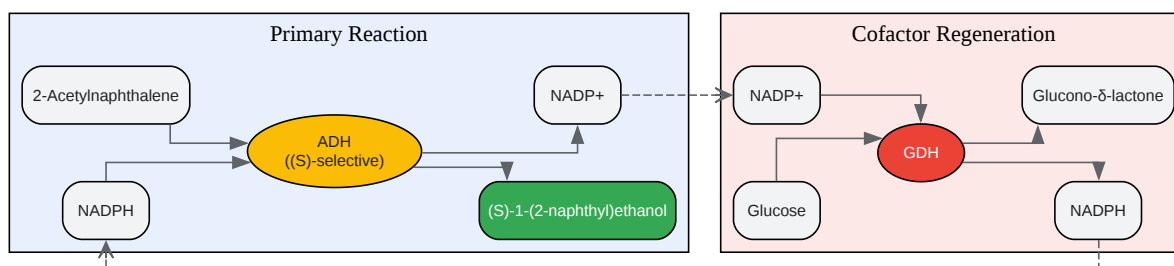 Primary Reaction
2-Acetylnaphthalene
NADPH
ADH
((S)-selective)
NADP+
(S)-1-(2-naphthyl)ethanol
Cofactor Regeneration
NADP+
Glucose
GDH
Glucono-δ-lactone
NADPH